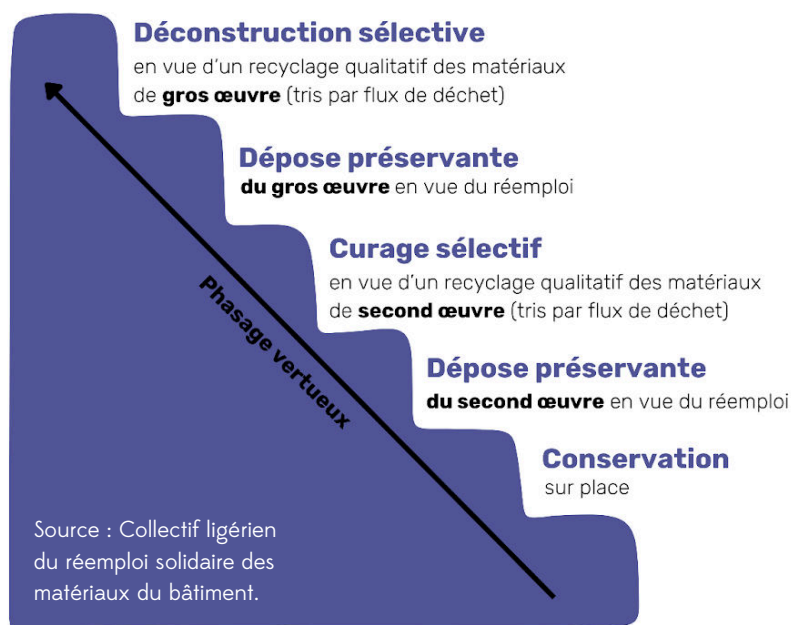 Déconstruction sélective
en vue d'un recyclage qualitatif des matériaux
de gros œuvre (tris par flux de déchet)
Dépose préservante
du gros œuvre en vue du réemploi
Curage sélectif
en vue d'un recyclage qualitatif des matériaux
de second œuvre (tris par flux de déchet)
Phasage vertueux
Dépose préservante
du second œuvre en vue du réemploi
Conservation
sur place
Source : Collectif ligérien
du réemploi solidaire des
matériaux du bâtiment.